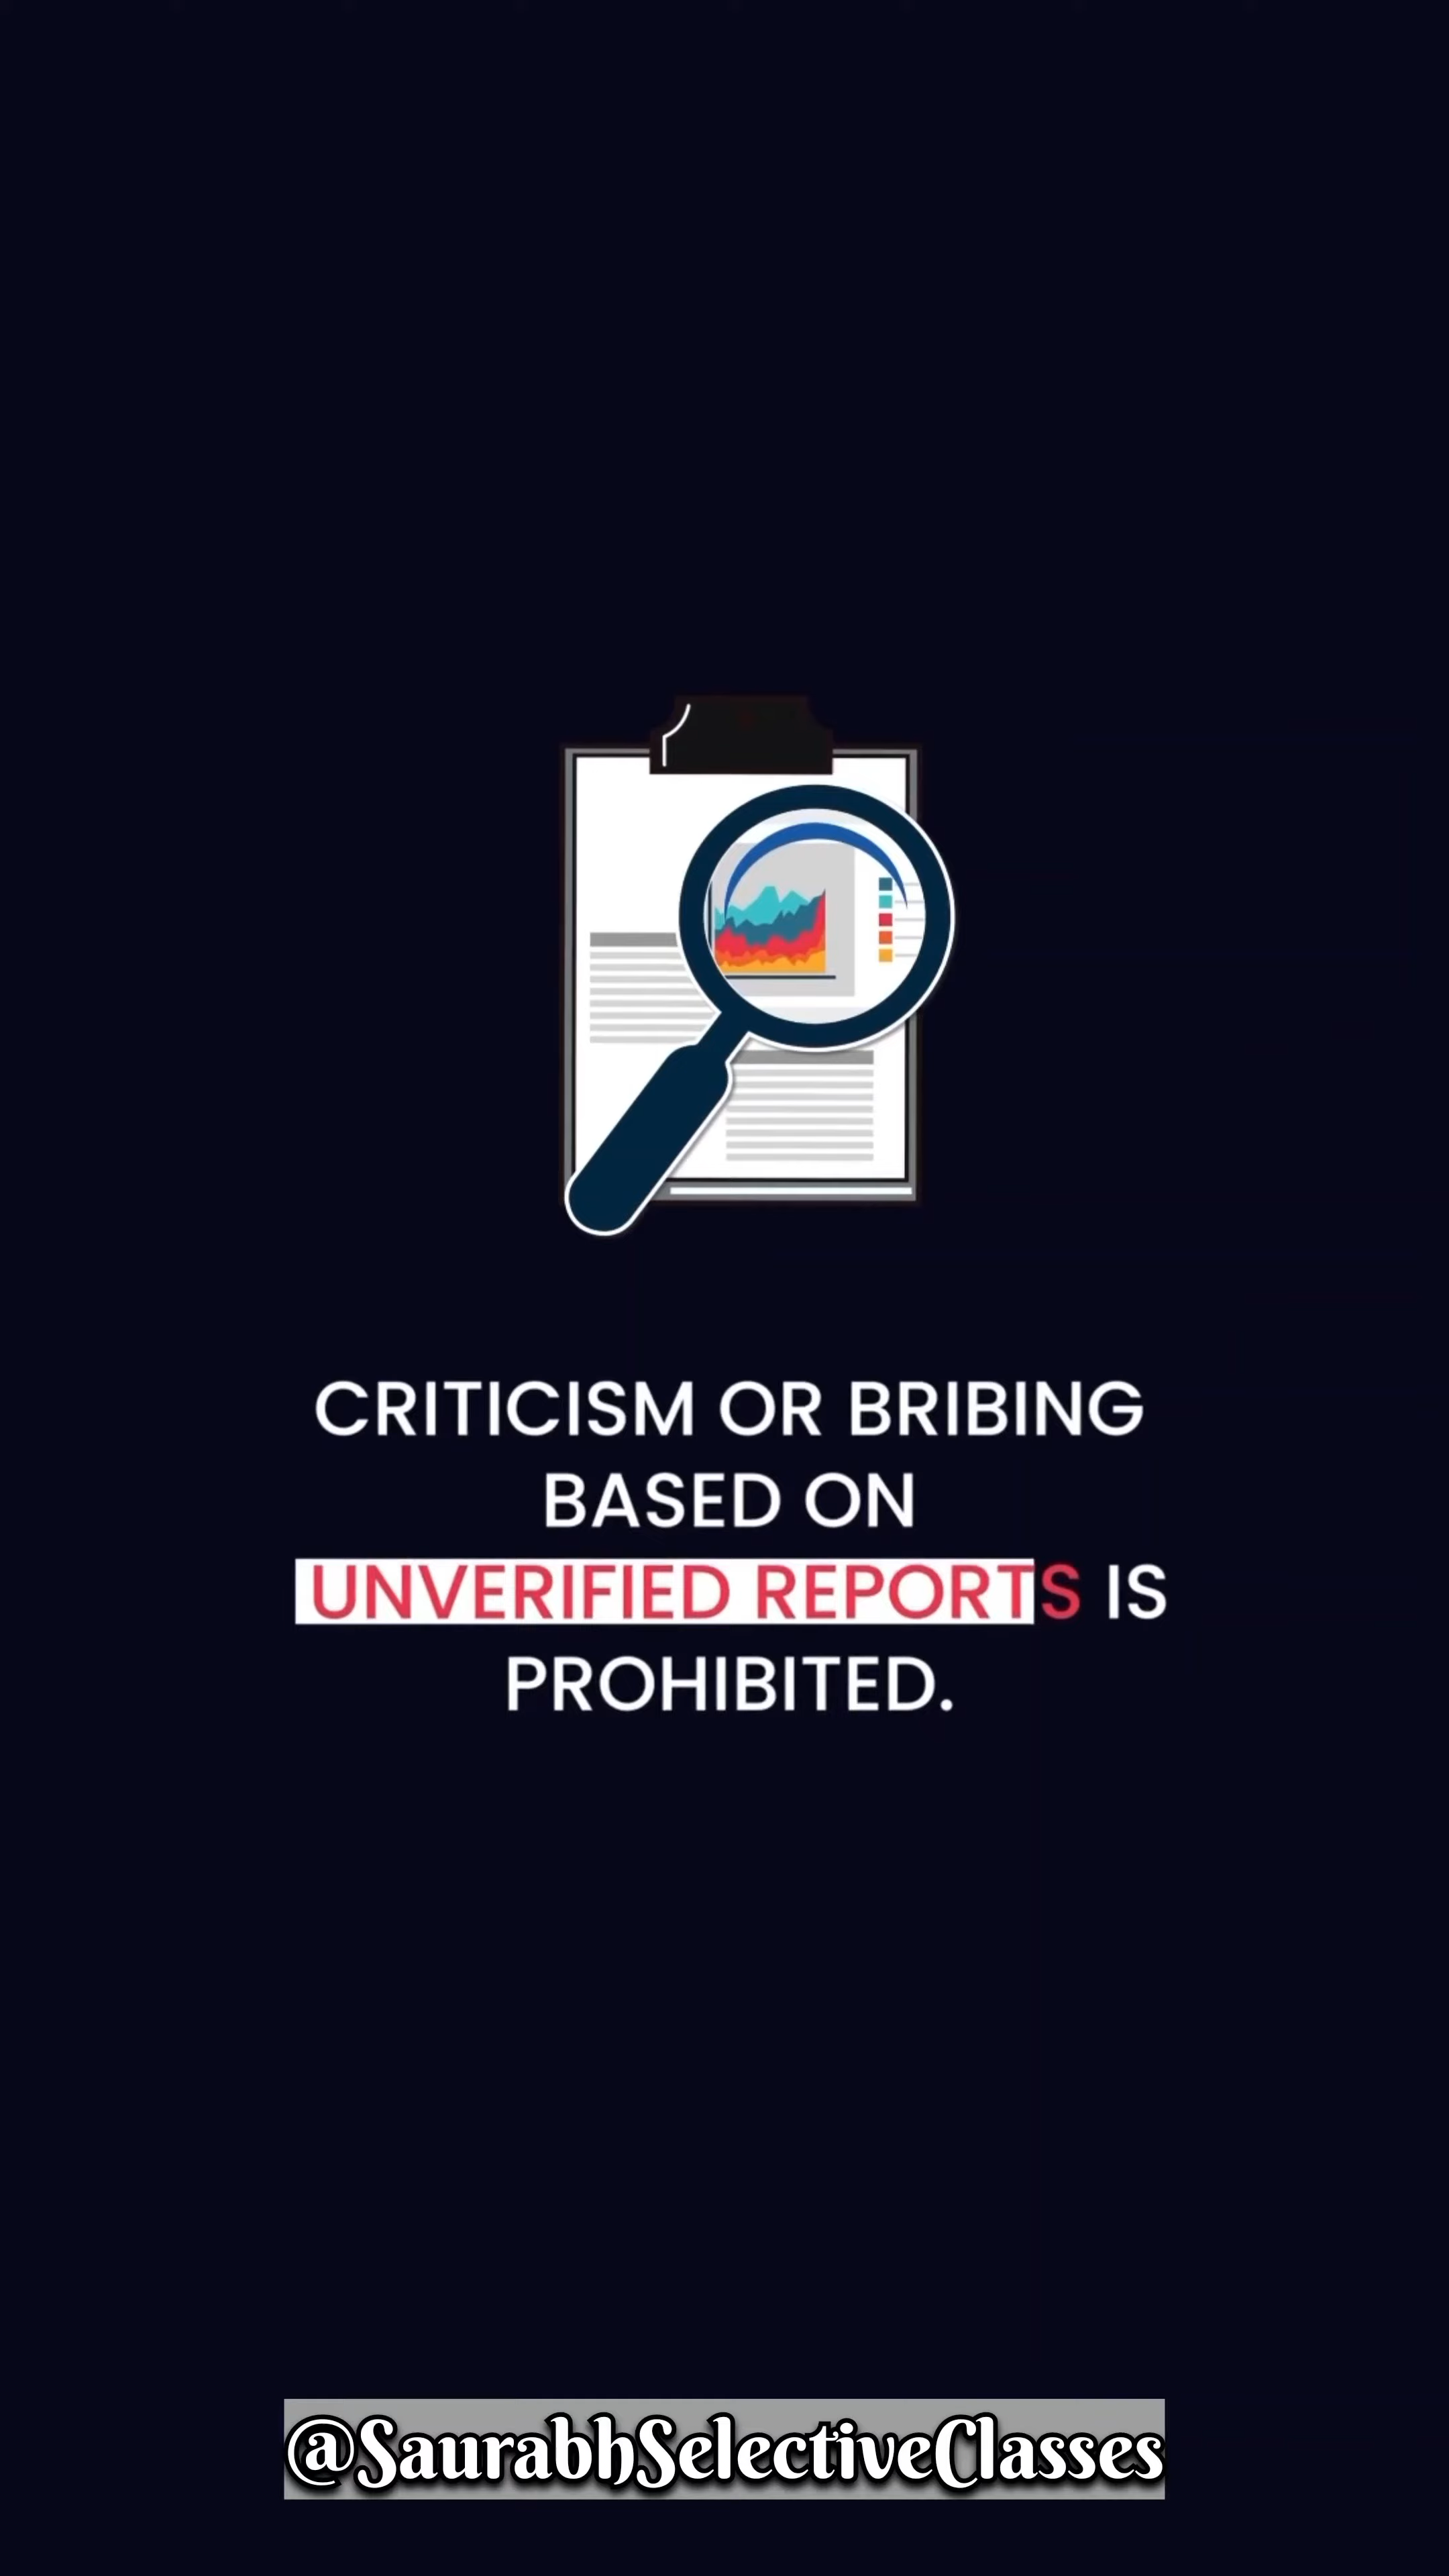 CRITICISM OR BRIBING
BASED ON
UNVERIFIED REPORTS IS
PROHIBITED.
@SaurabhSelectiveClasses